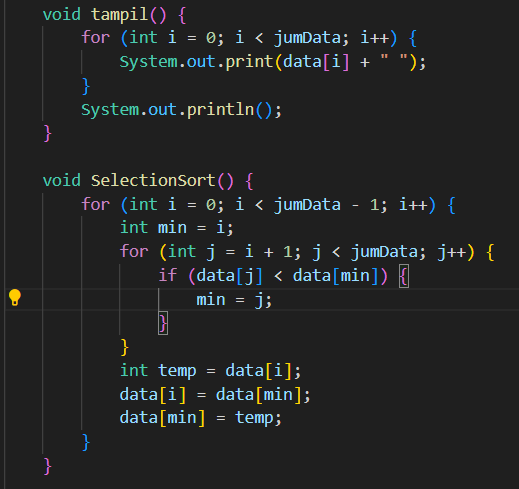 void tampil() {
    for (int i = 0; i < jumData; i++) {
        System.out.print(data[i] + " ");
    }
    System.out.println();
}

void SelectionSort() {
    for (int i = 0; i < jumData - 1; i++) {
        int min = i;
        for (int j = i + 1; j < jumData; j++) {
            if (data[j] < data[min]) {
                min = j;
            }
        }
        int temp = data[i];
        data[i] = data[min];
        data[min] = temp;
    }
}